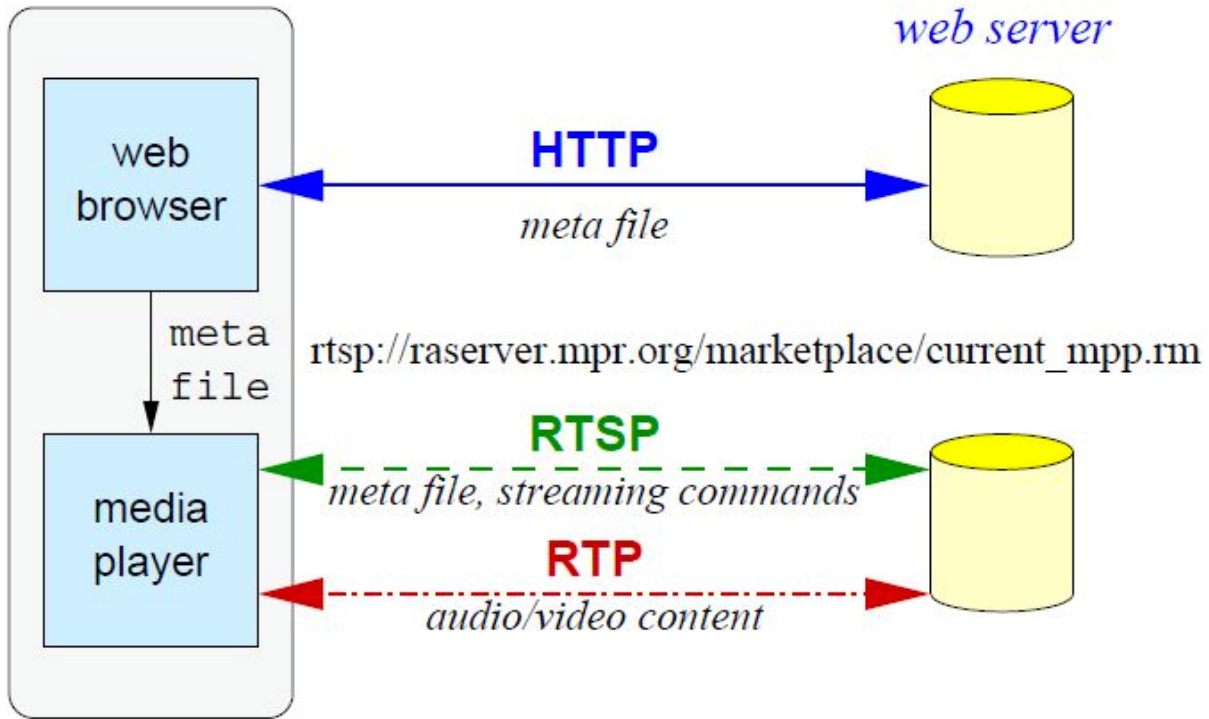 web server
web
browser
HTTP
meta file
meta
file
rtsp://raserver.mpr.org/marketplace/current_mpp.rm
RTSP
meta file, streaming commands
media
player
RTP
audio/video content